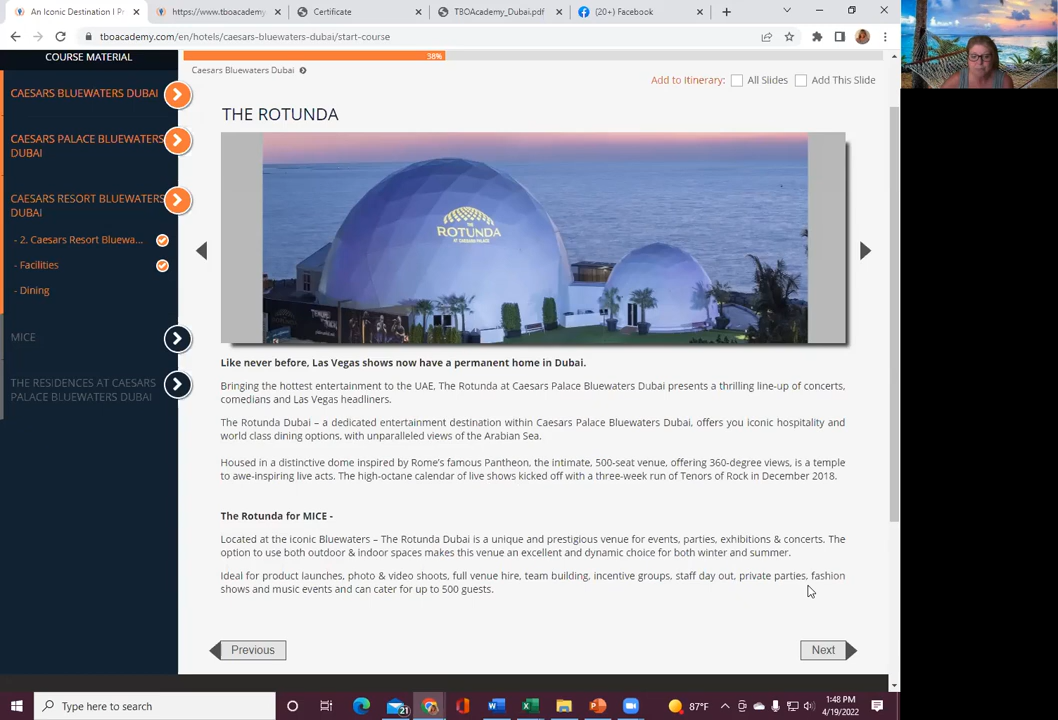 An Iconic Destination I P
https://www.tboacademy.com/
Certificate
TBOAcademy_Dubai.pdf
(20+) Facebook
tboacademy.com/en/hotels/caesars-bluewaters-dubai/start-course
COURSE MATERIAL
38%
Caesars Bluewaters Dubai
Add to Itinerary: All Slides Add This Slide
CAESARS BLUEWATERS DUBAI
CAESARS PALACE BLUEWATERS
DUBAI
CAESARS RESORT BLUEWATERS
DUBAI
- 2. Caesars Resort Bluewa...
- Facilities
- Dining
MICE
THE RESIDENCES AT CAESARS
PALACE BLUEWATERS DUBAI
THE ROTUNDA
THE
ROTUNDA
AT CAESARS PALACE
Like never before, Las Vegas shows now have a permanent home in Dubai.
Bringing the hottest entertainment to the UAE, The Rotunda at Caesars Palace Bluewaters Dubai presents a thrilling line-up of concerts,
comedians and Las Vegas headliners.
The Rotunda Dubai – a dedicated entertainment destination within Caesars Palace Bluewaters Dubai, offers you iconic hospitality and
world class dining options, with unparalleled views of the Arabian Sea.
Housed in a distinctive dome inspired by Rome's famous Pantheon, the intimate, 500-seat venue, offering 360-degree views, is a temple
to awe-inspiring live acts. The high-octane calendar of live shows kicked off with a three-week run of Tenors of Rock in December 2018.
The Rotunda for MICE -
Located at the iconic Bluewaters – The Rotunda Dubai is a unique and prestigious venue for events, parties, exhibitions & concerts. The
option to use both outdoor & indoor spaces makes this venue an excellent and dynamic choice for both winter and summer.
Ideal for product launches, photo & video shoots, full venue hire, team building, incentive groups, staff day out, private parties, fashion
shows and music events and can cater for up to 500 guests.
Previous
Next
Type here to search
21
87°F
1:48 PM
4/19/2022